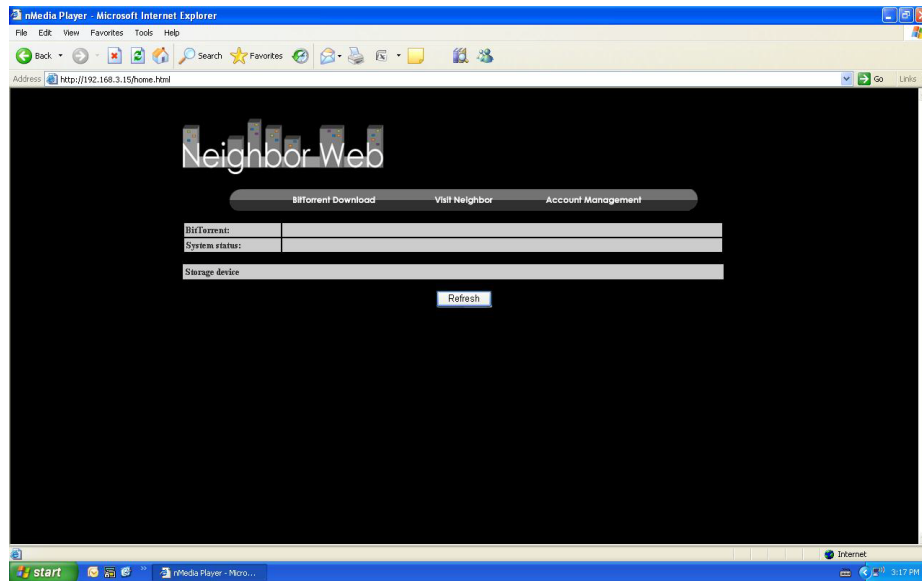 nMedia Player - Microsoft Internet Explorer
File Edit View Favorites Tools Help
Back Search Favorites
Address http://192.168.3.15/home.html Go Links
Neighbor Web
BitTorrent Download Visit Neighbor Account Management
BitTorrent:
System status:
Storage device
Refresh
Internet
start nMedia Player - Micro... 3:17 PM